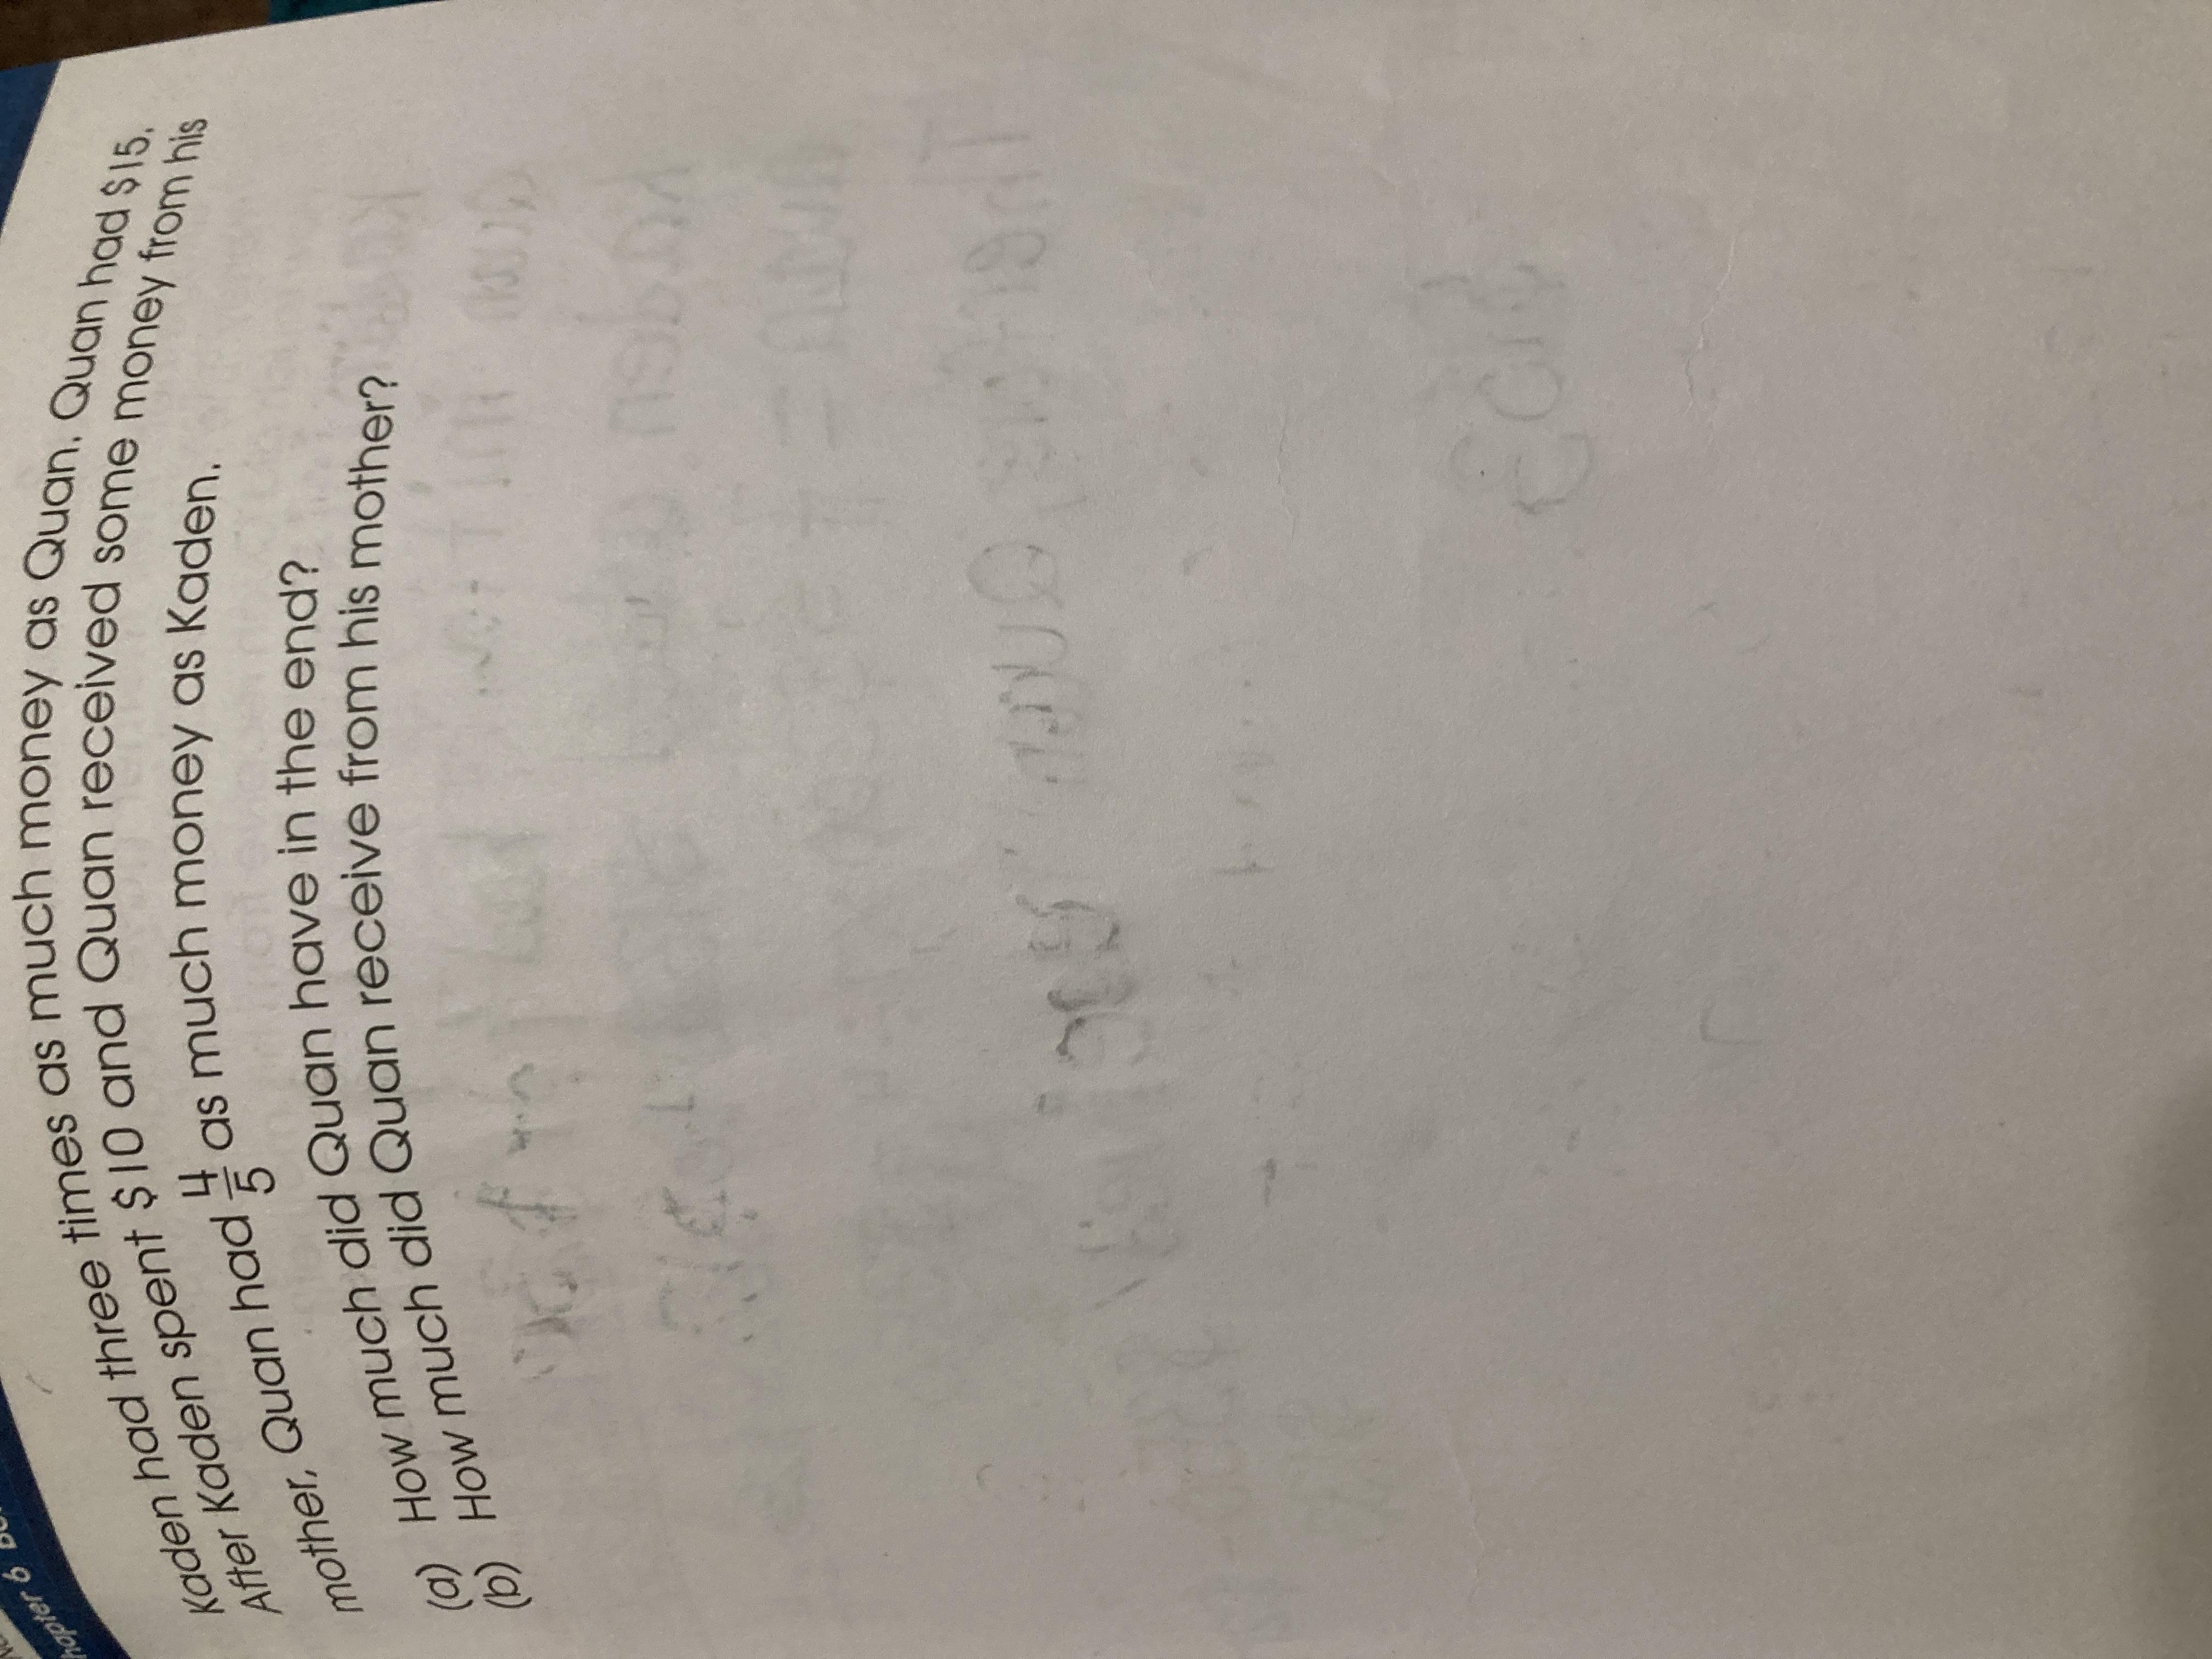 Chapter 6
Kaden had three times as much money as Quan. Quan had $15.
After Kaden spent $10 and Quan received some money from his
mother, Quan had 4/5 as much money as Kaden.
(a) How much did Quan have in the end?
(b) How much did Quan receive from his mother?